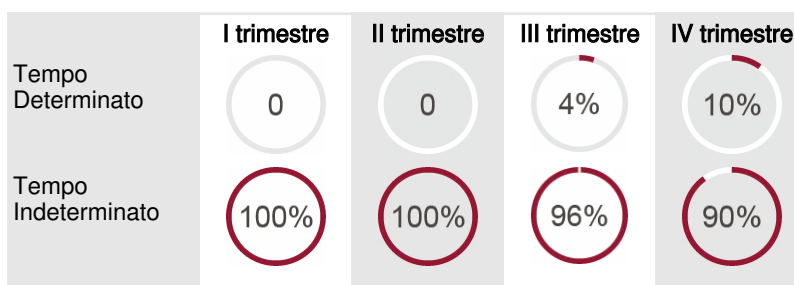 I trimestre II trimestre III trimestre IV trimestre
Tempo
Determinato
0 0 4% 10%
Tempo
Indeterminato
100% 100% 96% 90%